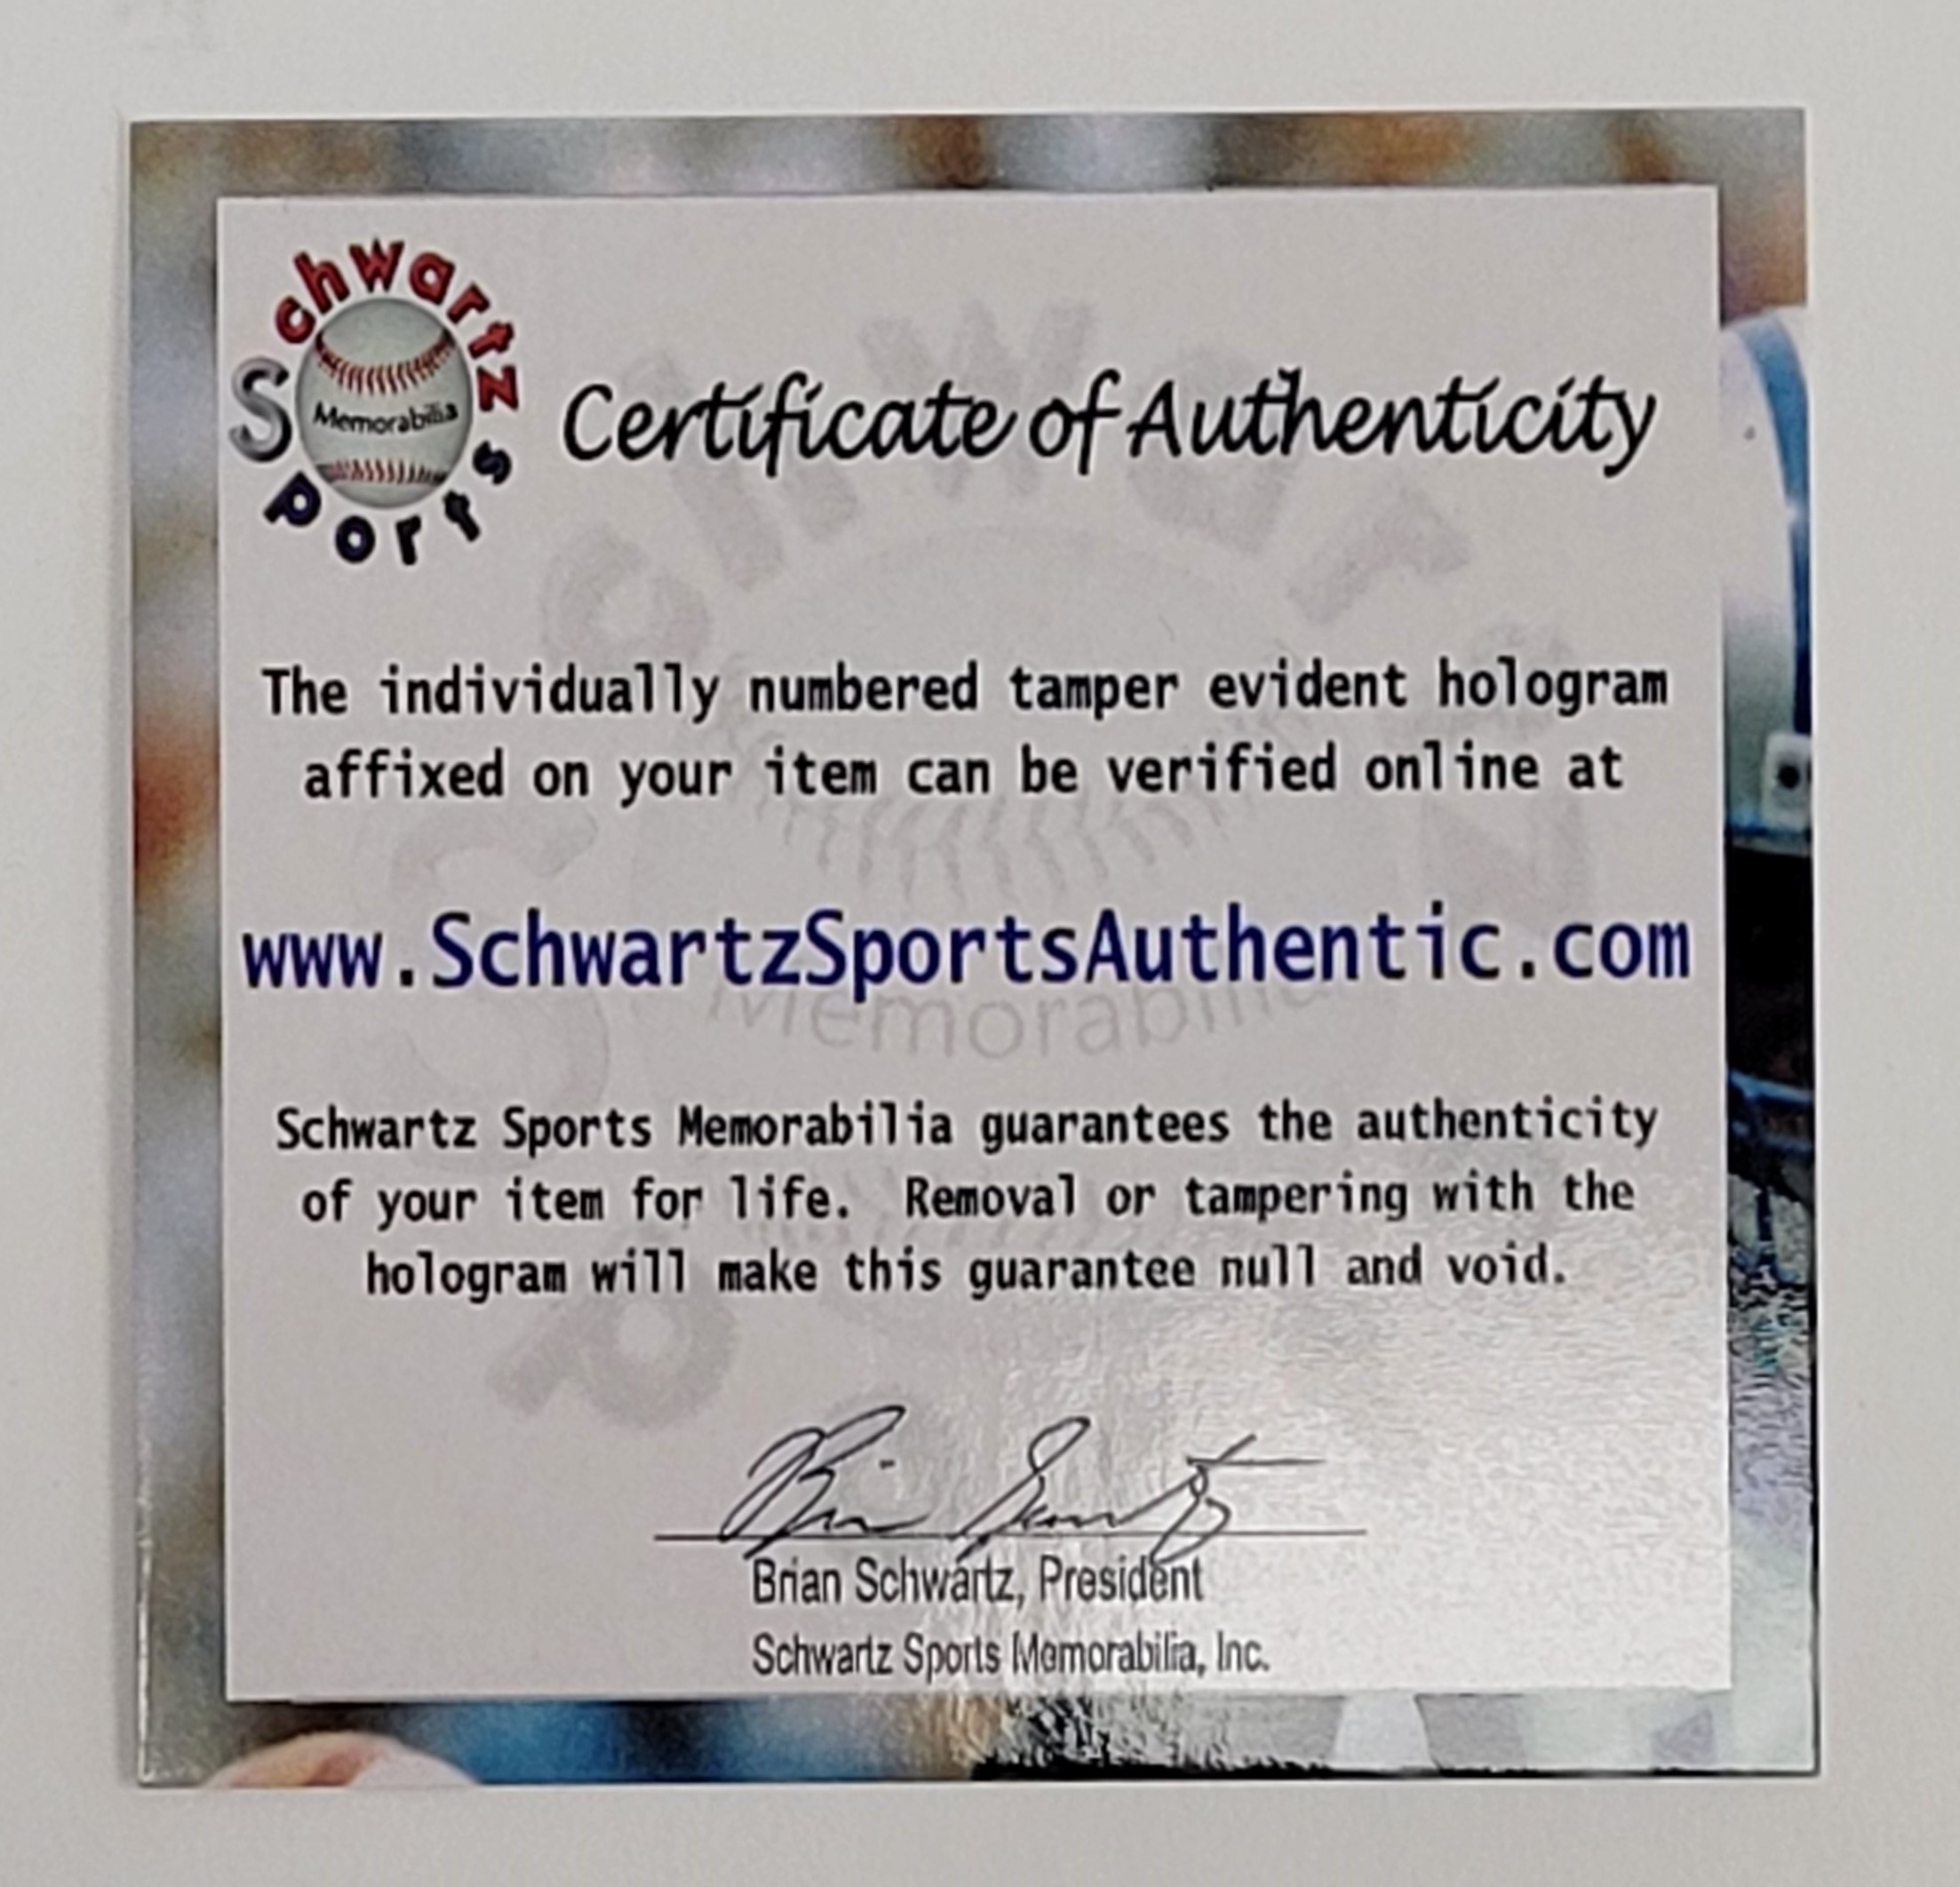 Schwartz
Sports
Memorabilia
Certificate of Authenticity
The individually numbered tamper evident hologram
affixed on your item can be verified online at
www.SchwartzSportsAuthentic.com
Schwartz Sports Memorabilia guarantees the authenticity
of your item for life. Removal or tampering with the
hologram will make this guarantee null and void.
Brian Schwartz
Brian Schwartz, President
Schwartz Sports Memorabilia, Inc.